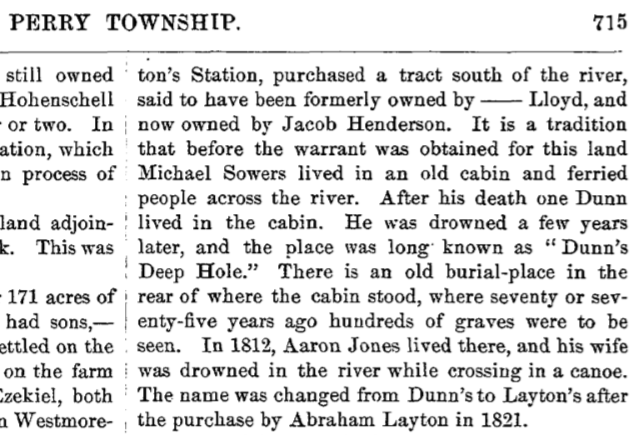 PERRY TOWNSHIP.
715
still owned
Hohenschell
or two. In
ation, which
n process of
land adjoin-
k. This was
171 acres of
had sons,—
ettled on the
on the farm
Ezekiel, both
n Westmore-
ton's Station, purchased a tract south of the river,
said to have been formerly owned by —— Lloyd, and
now owned by Jacob Henderson. It is a tradition
that before the warrant was obtained for this land
Michael Sowers lived in an old cabin and ferried
people across the river. After his death one Dunn
lived in the cabin. He was drowned a few years
later, and the place was long known as “Dunn's
Deep Hole.” There is an old burial-place in the
rear of where the cabin stood, where seventy or sev-
enty-five years ago hundreds of graves were to be
seen. In 1812, Aaron Jones lived there, and his wife
was drowned in the river while crossing in a canoe.
The name was changed from Dunn's to Layton's after
the purchase by Abraham Layton in 1821.